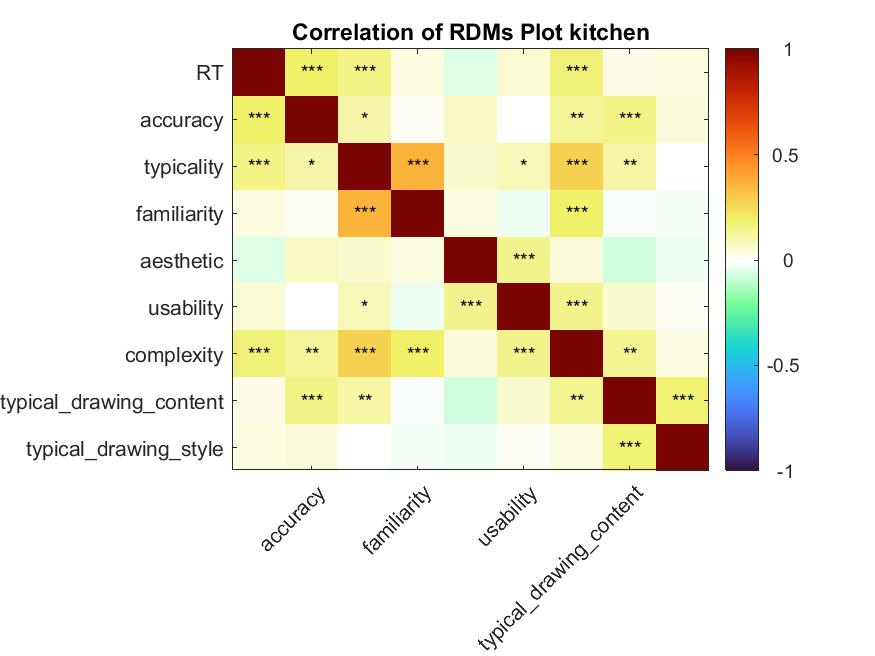 Correlation of RDMs Plot kitchen
RT *** *** ***
accuracy *** * ** ***
typicality *** * *** * *** **
familiarity *** ***
aesthetic ***
usability * *** ***
complexity *** ** *** *** *** **
typical_drawing_content *** ** ** ***
typical_drawing_style ***
accuracy
familiarity
usability
typical_drawing_content
1
0.5
0
-0.5
-1